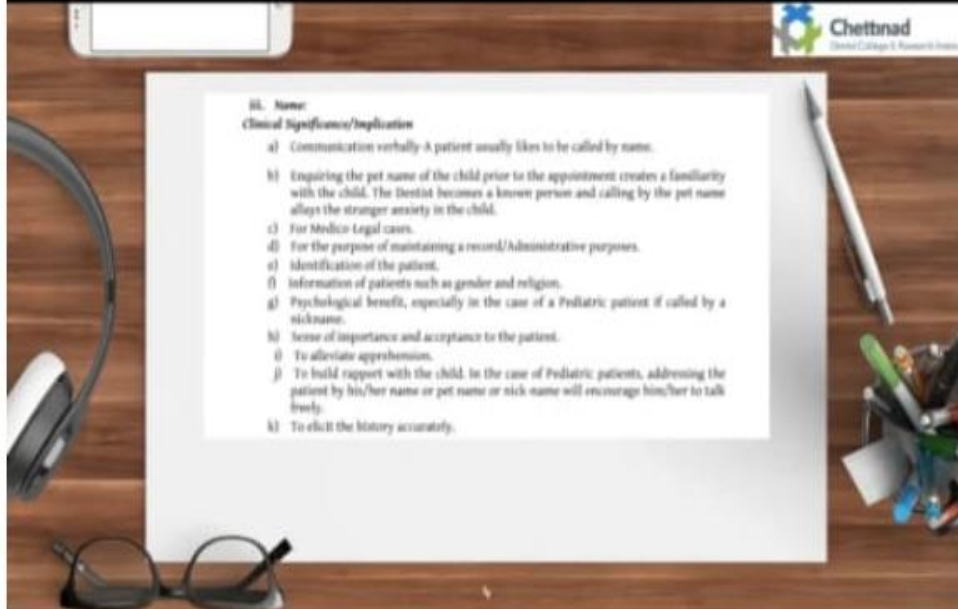 Chettinad
iii. Name:
Clinical Significance/Implication
a) Communication verbally-A patient usually likes to be called by name.
b) Enquiring the pet name of the child prior to the appointment creates a familiarity
with the child. The Dentist becomes a known person and calling by the pet name
allays the stranger anxiety in the child.
c) For Medico-Legal cases.
d) For the purpose of maintaining a record/Administrative purposes.
e) Identification of the patient.
f) Information of patients such as gender and religion.
g) Psychological benefit, especially in the case of a Pediatric patient if called by a
nickname.
h) Sense of importance and acceptance to the patient.
i) To alleviate apprehension.
j) To build rapport with the child. In the case of Pediatric patients, addressing the
patient by his/her name or pet name or nick-name will encourage him/her to talk
freely.
k) To elicit the history accurately.